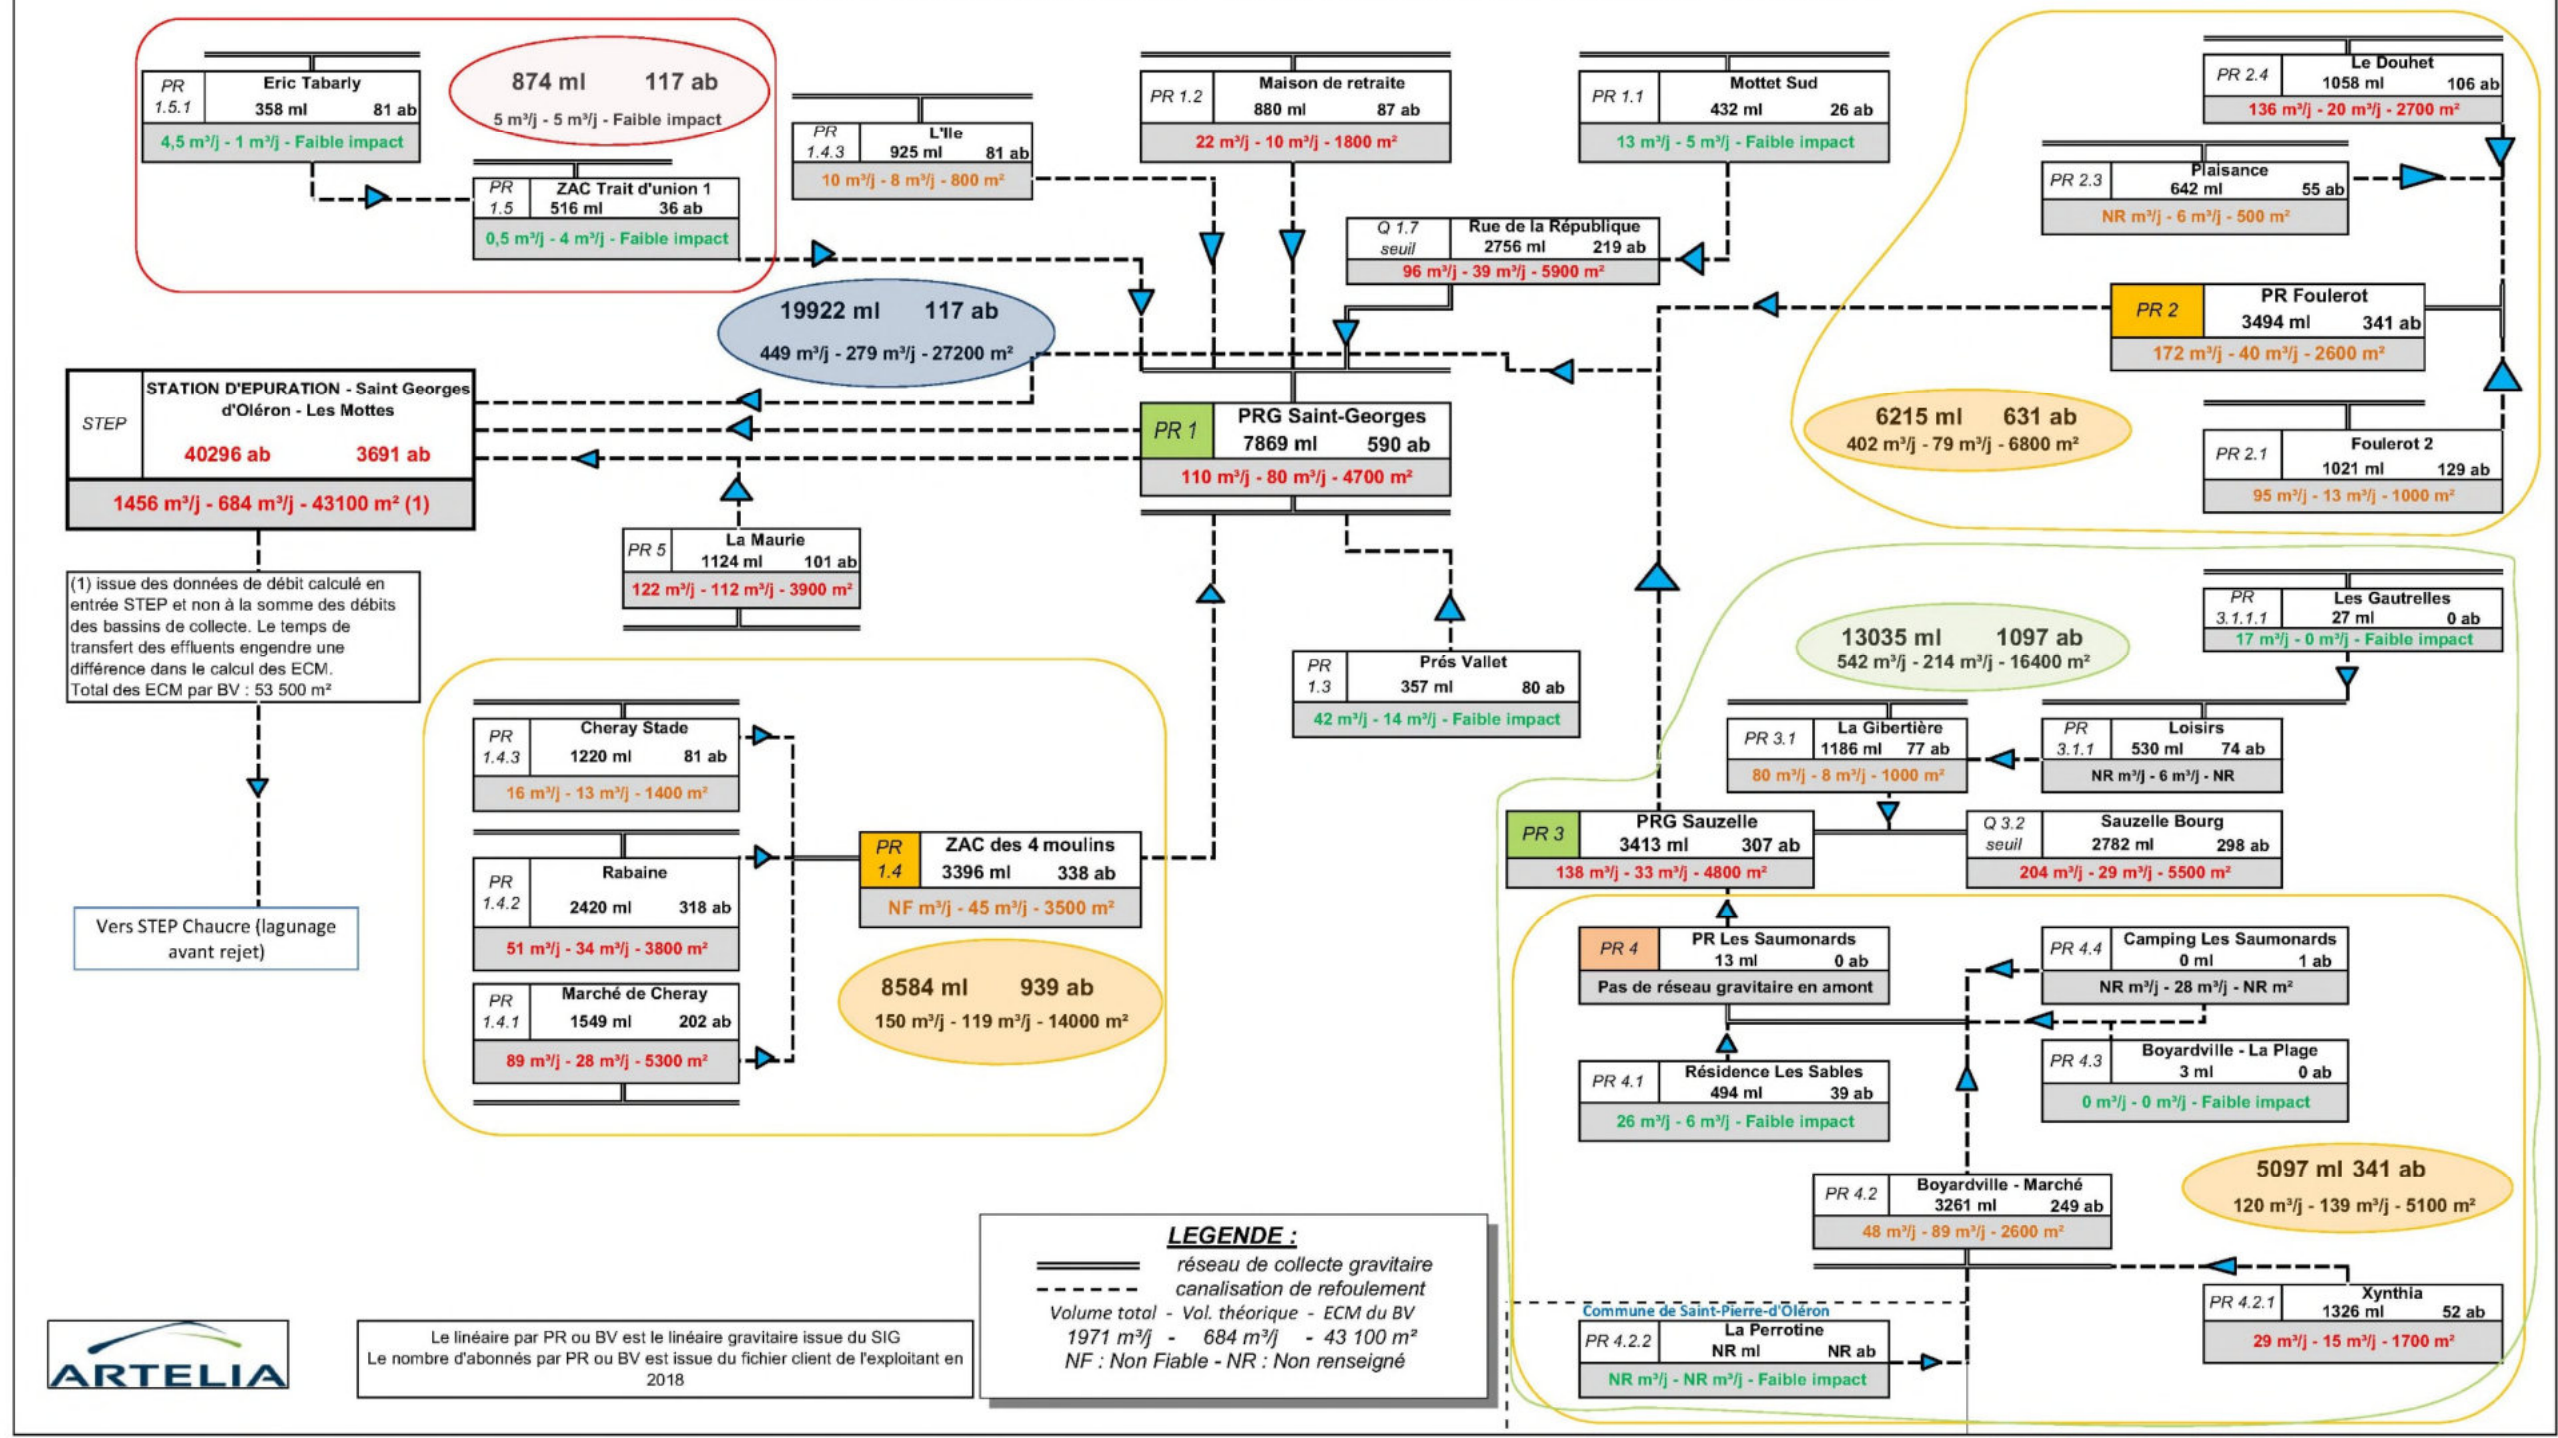 PR
1.5.1
Eric Tabarly
358 ml 81 ab
4,5 m³/j - 1 m³/j - Faible impact
874 ml 117 ab
5 m³/j - 5 m³/j - Faible impact
PR
1.5
ZAC Trait d'union 1
516 ml 36 ab
0,5 m³/j - 4 m³/j - Faible impact
PR
1.4.3
L'Ile
925 ml 81 ab
10 m³/j - 8 m³/j - 800 m²
PR 1.2
Maison de retraite
880 ml 87 ab
22 m³/j - 10 m³/j - 1800 m²
PR 1.1
Mottet Sud
432 ml 26 ab
13 m³/j - 5 m³/j - Faible impact
Q 1.7
seuil
Rue de la République
2756 ml 219 ab
96 m³/j - 39 m³/j - 5900 m²
PR 2.4
Le Douhet
1058 ml 106 ab
136 m³/j - 20 m³/j - 2700 m²
PR 2.3
Plaisance
642 ml 55 ab
NR m³/j - 6 m³/j - 500 m²
PR 2
PR Foulerot
3494 ml 341 ab
172 m³/j - 40 m³/j - 2600 m²
6215 ml 631 ab
402 m³/j - 79 m³/j - 6800 m²
PR 2.1
Foulerot 2
1021 ml 129 ab
95 m³/j - 13 m³/j - 1000 m²
19922 ml 117 ab
449 m³/j - 279 m³/j - 27200 m²
STEP
STATION D'EPURATION - Saint Georges
d'Oléron - Les Mottes
40296 ab 3691 ab
1456 m³/j - 684 m³/j - 43100 m² (1)
PR 1
PRG Saint-Georges
7869 ml 590 ab
110 m³/j - 80 m³/j - 4700 m²
PR 5
La Maurie
1124 ml 101 ab
122 m³/j - 112 m³/j - 3900 m²
(1) issue des données de débit calculé en
entrée STEP et non à la somme des débits
des bassins de collecte. Le temps de
transfert des effluents engendre une
différence dans le calcul des ECM.
Total des ECM par BV : 53 500 m²
PR
1.3
Prés Vallet
357 ml 80 ab
42 m³/j - 14 m³/j - Faible impact
13035 ml 1097 ab
542 m³/j - 214 m³/j - 16400 m²
PR
3.1.1.1
Les Gautrelles
27 ml 0 ab
17 m³/j - 0 m³/j - Faible impact
PR 3.1
La Gibertière
1186 ml 77 ab
80 m³/j - 8 m³/j - 1000 m²
PR
3.1.1
Loisirs
530 ml 74 ab
NR m³/j - 6 m³/j - NR
PR 3
PRG Sauzelle
3413 ml 307 ab
138 m³/j - 33 m³/j - 4800 m²
Q 3.2
seuil
Sauzelle Bourg
2782 ml 298 ab
204 m³/j - 29 m³/j - 5500 m²
PR
1.4.3
Cheray Stade
1220 ml 81 ab
16 m³/j - 13 m³/j - 1400 m²
PR
1.4.2
Rabaine
2420 ml 318 ab
51 m³/j - 34 m³/j - 3800 m²
PR
1.4.1
Marché de Cheray
1549 ml 202 ab
89 m³/j - 28 m³/j - 5300 m²
PR
1.4
ZAC des 4 moulins
3396 ml 338 ab
NF m³/j - 45 m³/j - 3500 m²
8584 ml 939 ab
150 m³/j - 119 m³/j - 14000 m²
Vers STEP Chaucre (lagunage
avant rejet)
PR 4
PR Les Saumonards
13 ml 0 ab
Pas de réseau gravitaire en amont
PR 4.4
Camping Les Saumonards
0 ml 1 ab
NR m³/j - 28 m³/j - NR m²
PR 4.1
Résidence Les Sables
494 ml 39 ab
26 m³/j - 6 m³/j - Faible impact
PR 4.3
Boyardville - La Plage
3 ml 0 ab
0 m³/j - 0 m³/j - Faible impact
PR 4.2
Boyardville - Marché
3261 ml 249 ab
48 m³/j - 89 m³/j - 2600 m²
5097 ml 341 ab
120 m³/j - 139 m³/j - 5100 m²
PR 4.2.1
Xynthia
1326 ml 52 ab
29 m³/j - 15 m³/j - 1700 m²
Commune de Saint-Pierre-d'Oléron
PR 4.2.2
La Perrotine
NR ml NR ab
NR m³/j - NR m³/j - Faible impact
LEGENDE :
réseau de collecte gravitaire
canalisation de refoulement
Volume total - Vol. théorique - ECM du BV
1971 m³/j - 684 m³/j - 43 100 m²
NF : Non Fiable - NR : Non renseigné
ARTELIA
Le linéaire par PR ou BV est le linéaire gravitaire issue du SIG
Le nombre d'abonnés par PR ou BV est issue du fichier client de l'exploitant en
2018